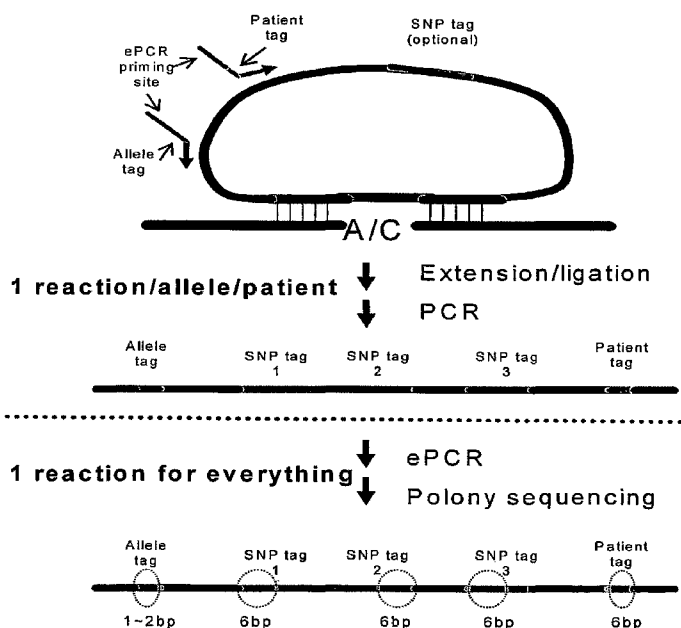 Patient
tag
SNP tag
(optional)
ePCR
priming
site
Allele
tag
A/C
1 reaction/allele/patient
Extension/ligation
PCR
Allele
tag
SNP tag
1
SNP tag
2
SNP tag
3
Patient
tag
1 reaction for everything
ePCR
Polony sequencing
Allele
tag
SNP tag
1
SNP tag
2
SNP tag
3
Patient
tag
1~2bp
6bp
6bp
6bp
6bp